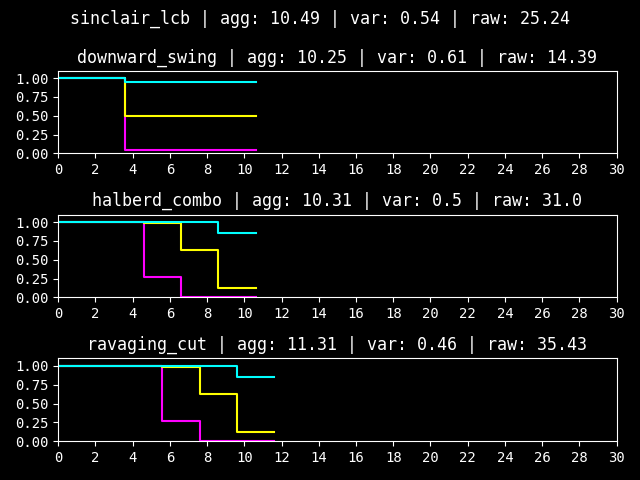 sinclair_lcb | agg: 10.49 | var: 0.54 | raw: 25.24
downward_swing | agg: 10.25 | var: 0.61 | raw: 14.39
1.00
0.75
0.50
0.25
0.00
0 2 4 6 8 10 12 14 16 18 20 22 24 26 28 30
halberd_combo | agg: 10.31 | var: 0.5 | raw: 31.0
1.00
0.75
0.50
0.25
0.00
0 2 4 6 8 10 12 14 16 18 20 22 24 26 28 30
ravaging_cut | agg: 11.31 | var: 0.46 | raw: 35.43
1.00
0.75
0.50
0.25
0.00
0 2 4 6 8 10 12 14 16 18 20 22 24 26 28 30